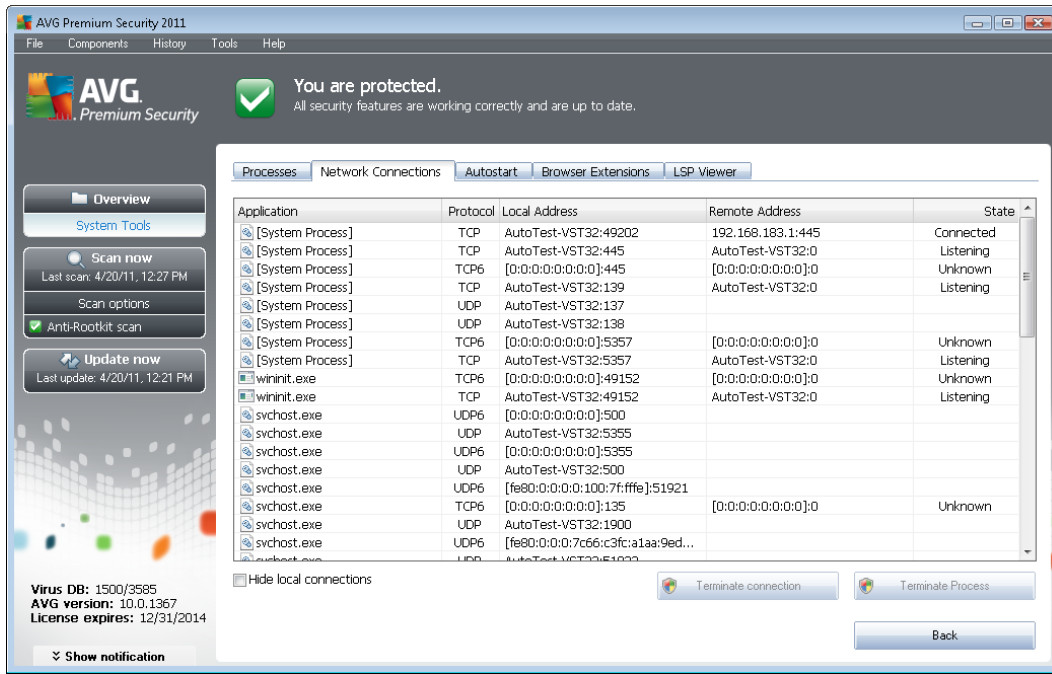 AVG Premium Security 2011
File Components History Tools Help
AVG.
Premium Security
You are protected.
All security features are working correctly and are up to date.
Overview
System Tools
Scan now
Last scan: 4/20/11, 12:27 PM
Scan options
Anti-Rootkit scan
Update now
Last update: 4/20/11, 12:21 PM
Virus DB: 1500/3585
AVG version: 10.0.1367
License expires: 12/31/2014
Show notification
Processes Network Connections Autostart Browser Extensions LSP Viewer
Application Protocol Local Address Remote Address State
[System Process] TCP AutoTest-VST32:49202 192.168.183.1:445 Connected
[System Process] TCP AutoTest-VST32:445 AutoTest-VST32:0 Listening
[System Process] TCP6 [0:0:0:0:0:0:0]:445 [0:0:0:0:0:0:0]:0 Unknown
[System Process] TCP AutoTest-VST32:139 AutoTest-VST32:0 Listening
[System Process] UDP AutoTest-VST32:137
[System Process] UDP AutoTest-VST32:138
[System Process] TCP6 [0:0:0:0:0:0:0]:5357 [0:0:0:0:0:0:0]:0 Unknown
[System Process] TCP AutoTest-VST32:5357 AutoTest-VST32:0 Listening
wininit.exe TCP6 [0:0:0:0:0:0:0]:49152 [0:0:0:0:0:0:0]:0 Unknown
wininit.exe TCP AutoTest-VST32:49152 AutoTest-VST32:0 Listening
svchost.exe UDP6 [0:0:0:0:0:0:0]:500
svchost.exe UDP AutoTest-VST32:5355
svchost.exe UDP6 [0:0:0:0:0:0:0]:5355
svchost.exe UDP AutoTest-VST32:500
svchost.exe UDP6 [fe80:0:0:0:100:7f:fffe]:51921
svchost.exe TCP6 [0:0:0:0:0:0:0]:135 [0:0:0:0:0:0:0]:0 Unknown
svchost.exe UDP AutoTest-VST32:1900
svchost.exe UDP6 [fe80:0:0:0:7c66:c3fc:a1aa:9ed...
svchost.exe UDP
Hide local connections
Terminate connection Terminate Process
Back